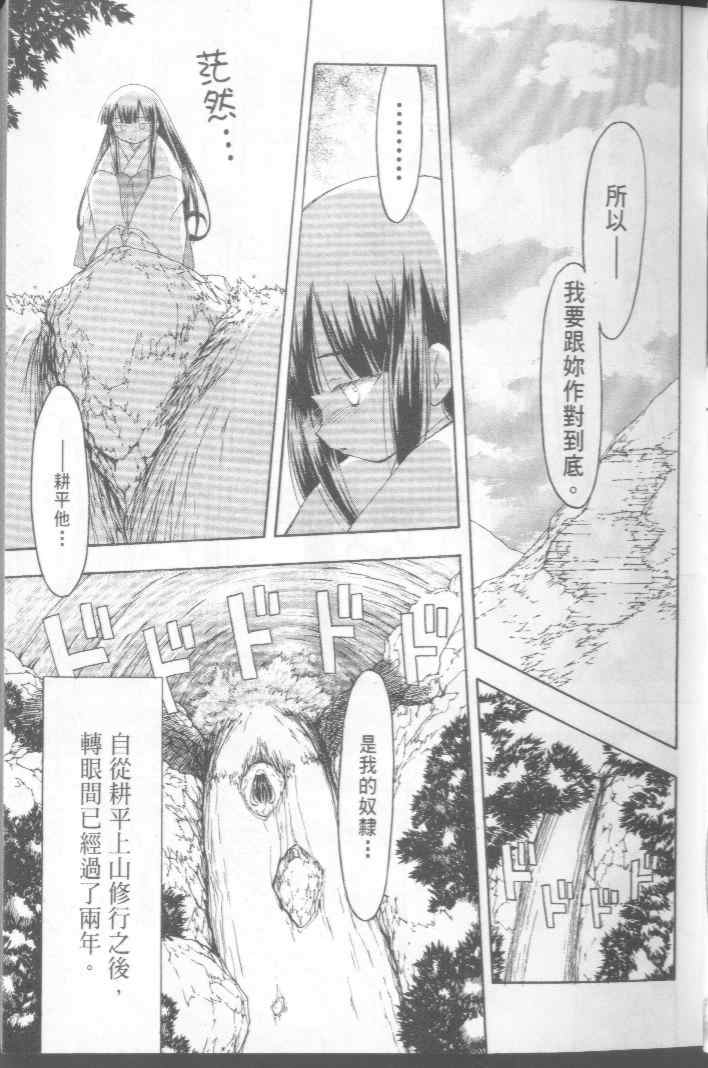 所以——
我要跟妳作對到底。
ドドドド
………
茫然…
——耕平他…
是我的奴隸…
ドドドドドド
自從耕平上山修行之後，
轉眼間已經過了兩年。